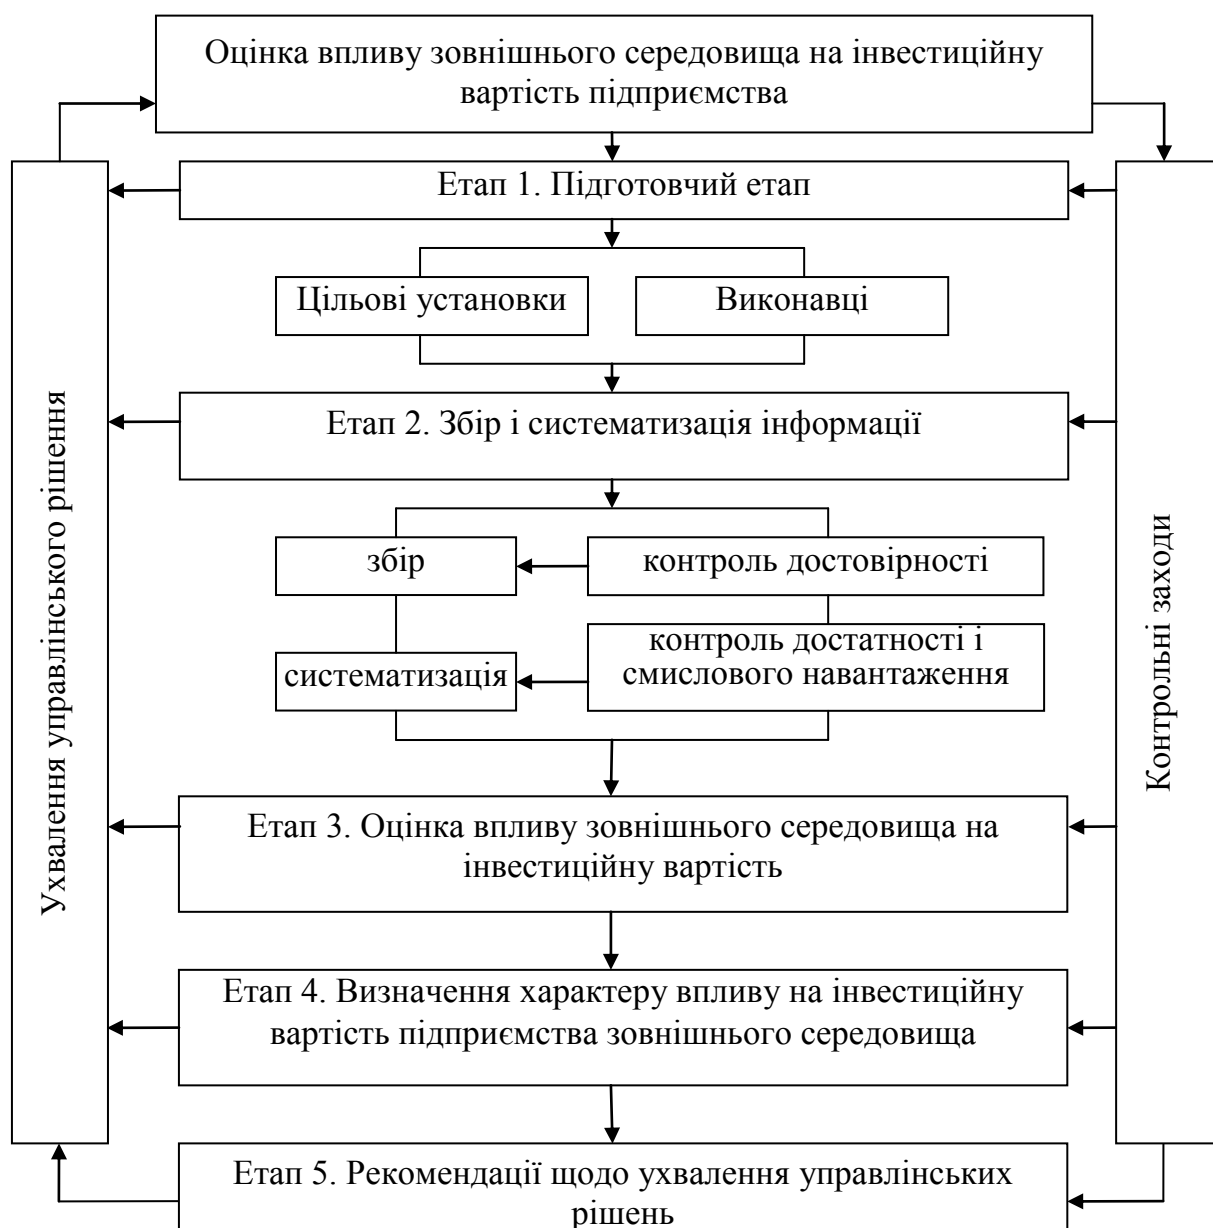 Оцінка впливу зовнішнього середовища на інвестиційну
вартість підприємства
Етап 1. Підготовчий етап
Цільові установки
Виконавці
Етап 2. Збір і систематизація інформації
збір
контроль достовірності
контроль достатності і
смислового навантаження
систематизація
Етап 3. Оцінка впливу зовнішнього середовища на
інвестиційну вартість
Етап 4. Визначення характеру впливу на інвестиційну
вартість підприємства зовнішнього середовища
Етап 5. Рекомендації щодо ухвалення управлінських
рішень
Ухвалення управлінського рішення
Контрольні заходи